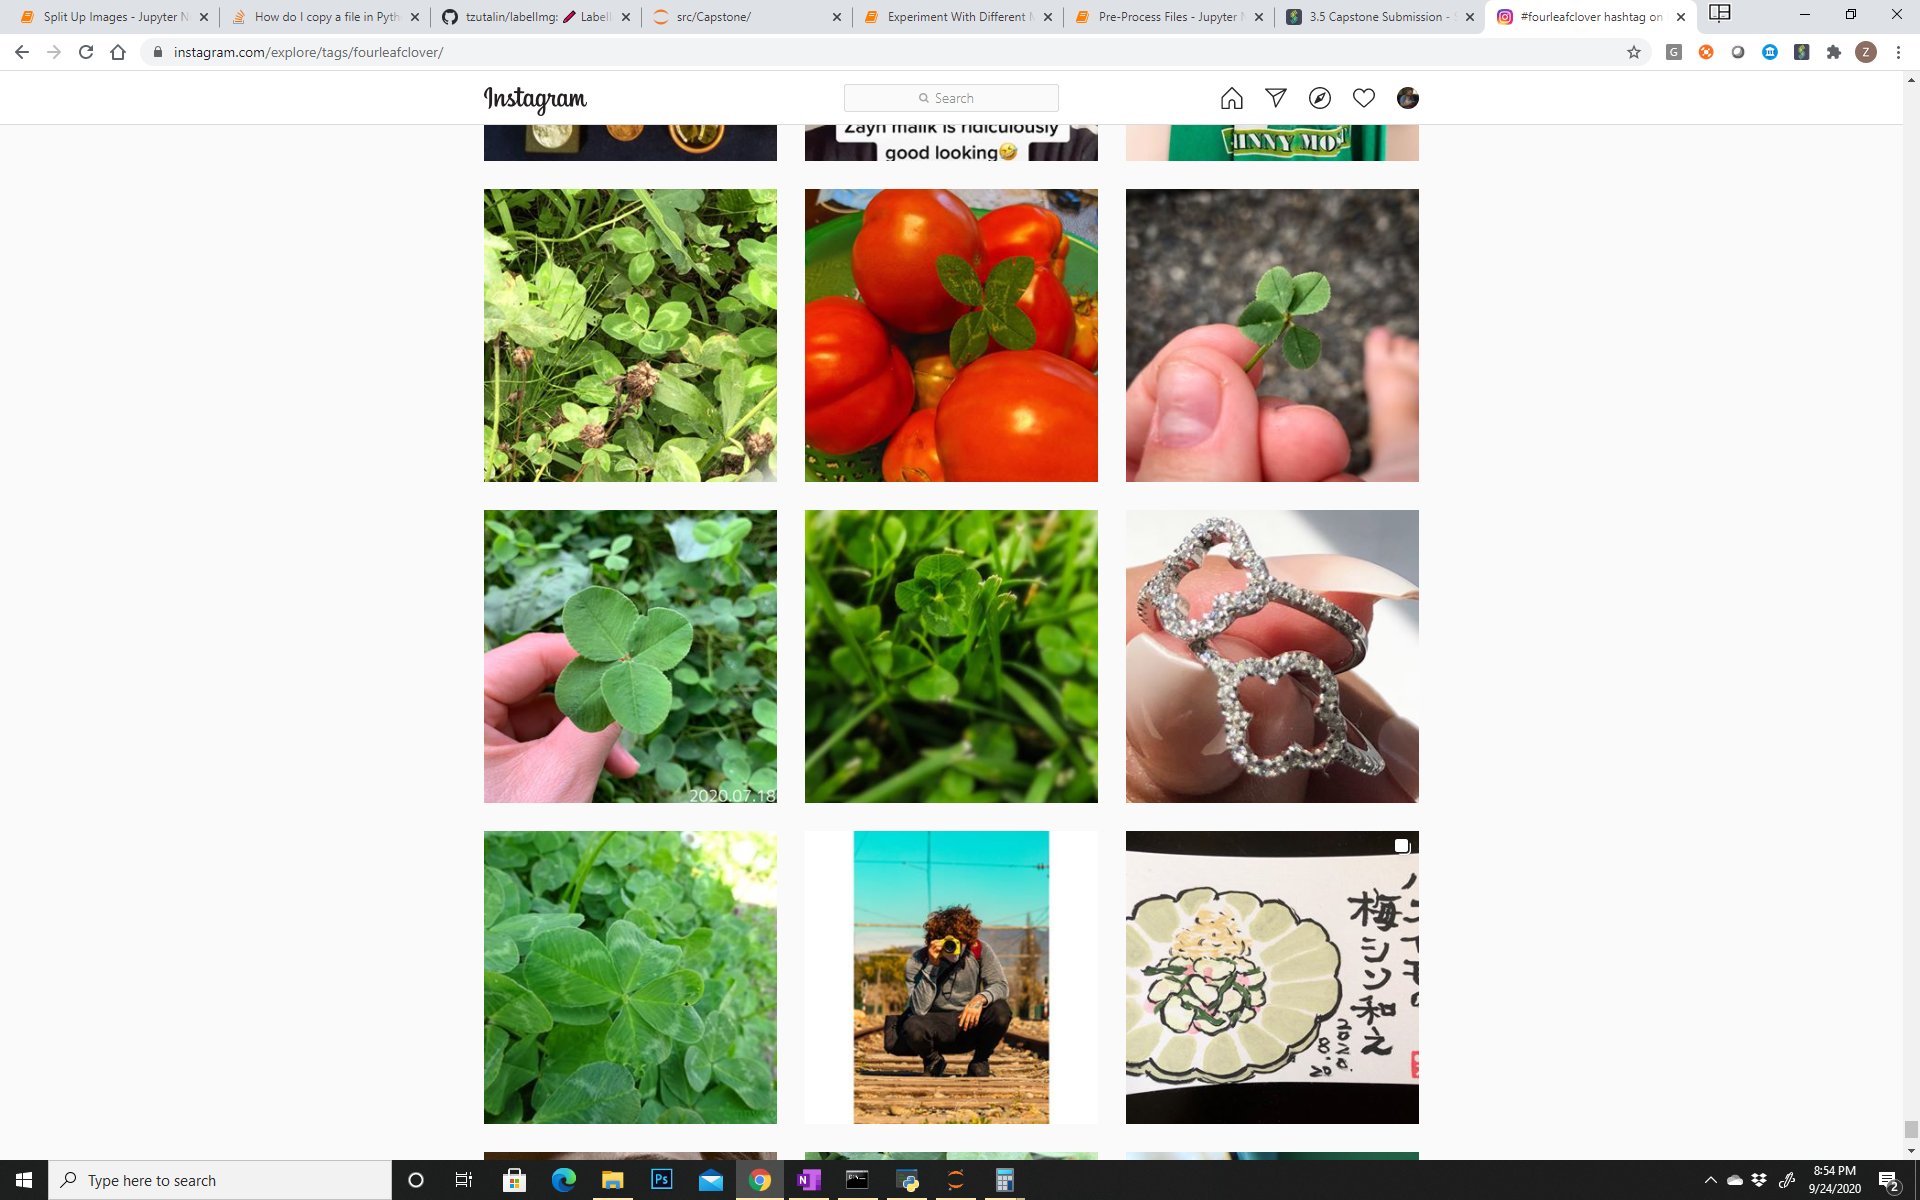 Split Up Images - Jupyter N
How do I copy a file in Pyth
tzutalin/labelImg:
Labell
src/Capstone/
Experiment With Different
Pre-Process Files - Jupyter
3.5 Capstone Submission -
#fourleafclover hashtag on
instagram.com/explore/tags/fourleafclover/
G
Z
Instagram
Search
Zayn malik is ridiculously
good looking🤣
2020.07.18
梅シソ和え
2020.
8.
20
Type here to search
Ps
N
8:54 PM
9/24/2020
2